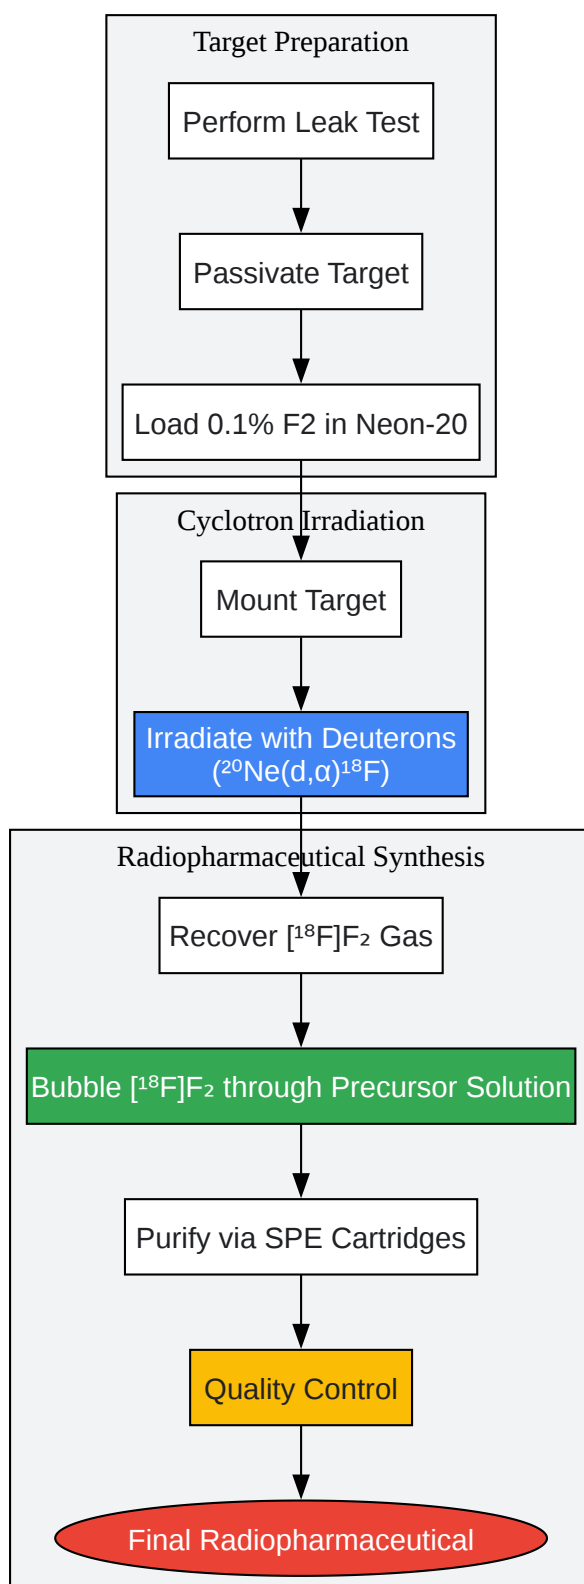 Target Preparation
Perform Leak Test
Passivate Target
Load 0.1% F2 in Neon-20
Cyclotron Irradiation
Mount Target
Irradiate with Deuterons
(²⁰Ne(d,α)¹⁸F)
Radiopharmaceutical Synthesis
Recover [¹⁸F]F₂ Gas
Bubble [¹⁸F]F₂ through Precursor Solution
Purify via SPE Cartridges
Quality Control
Final Radiopharmaceutical